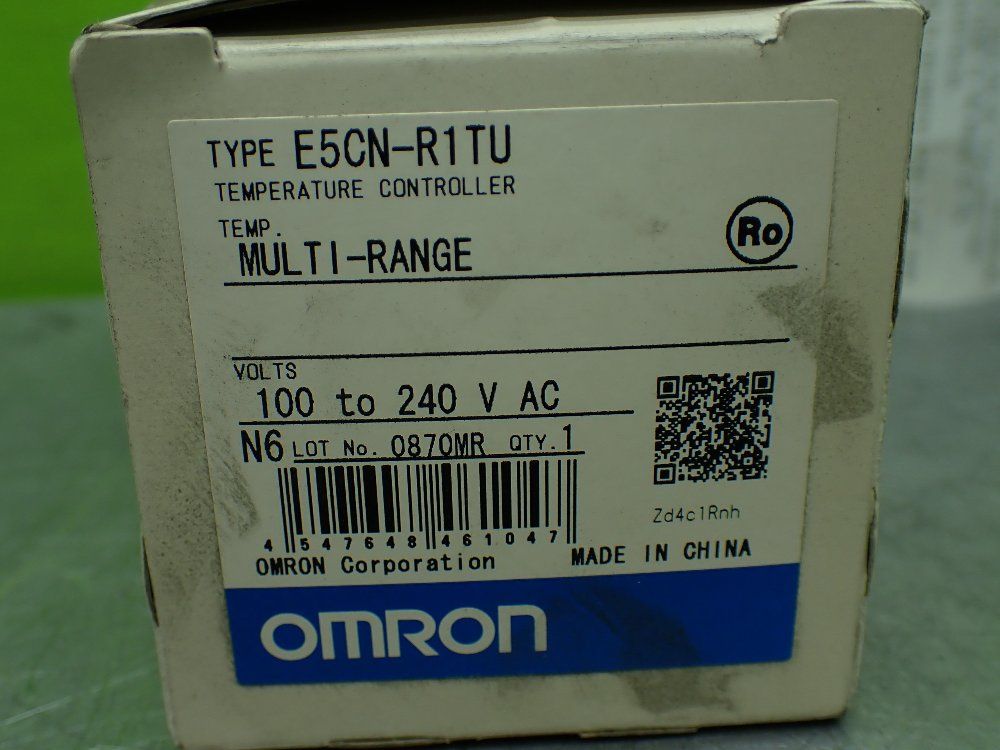 TYPE E5CN-R1TU
TEMPERATURE CONTROLLER
TEMP.
MULTI-RANGE
Ro
VOLTS
100 to 240 V AC
N6 LOT No. 0870MR QTY. 1
4 547648 461047
Zd4c1Rnh
OMRON Corporation MADE IN CHINA
OMRON